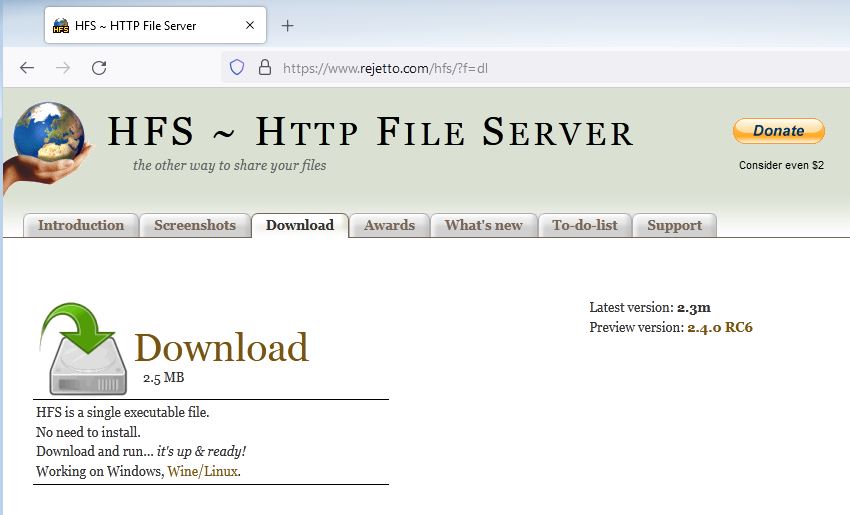 HFS ~ HTTP File Server
https://www.rejetto.com/hfs/?f=dl
HFS ~ HTTP FILE SERVER
the other way to share your files
Donate
Consider even $2
Introduction Screenshots Download Awards What's new To-do-list Support
Download
2.5 MB
Latest version: 2.3m
Preview version: 2.4.0 RC6
HFS is a single executable file.
No need to install.
Download and run... it's up & ready!
Working on Windows, Wine/Linux.